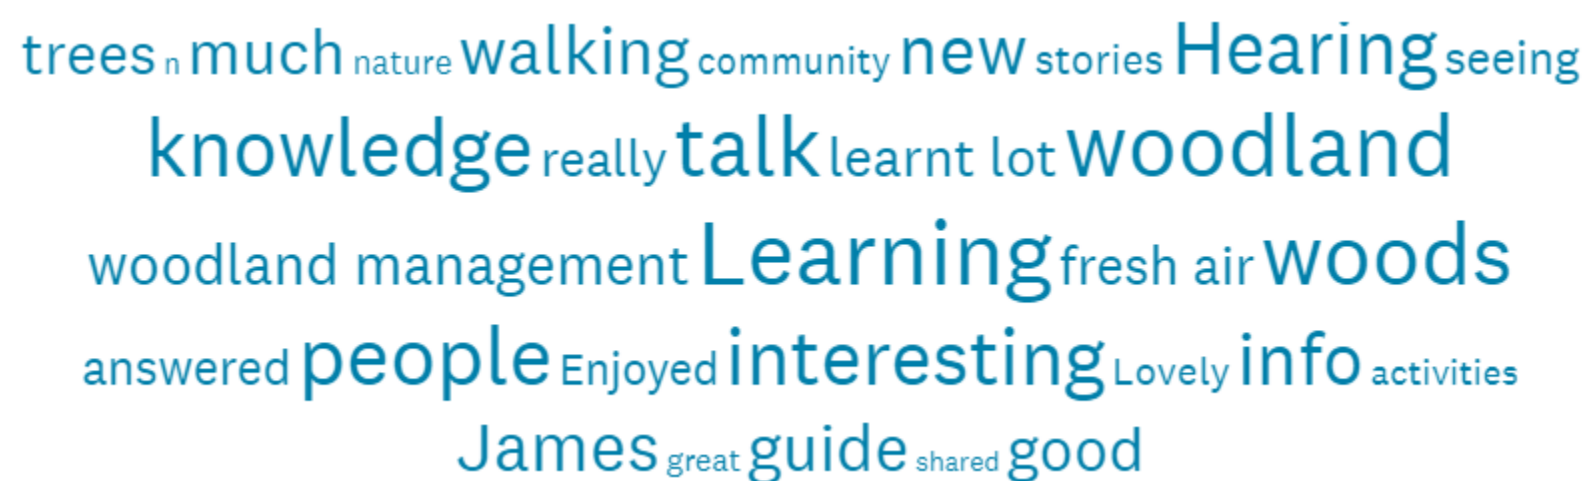 trees n much nature walking community new stories Hearing seeing
knowledge really talk learnt lot woodland
woodland management Learning fresh air woods
answered people Enjoyed interesting Lovely info activities
James great guide shared good